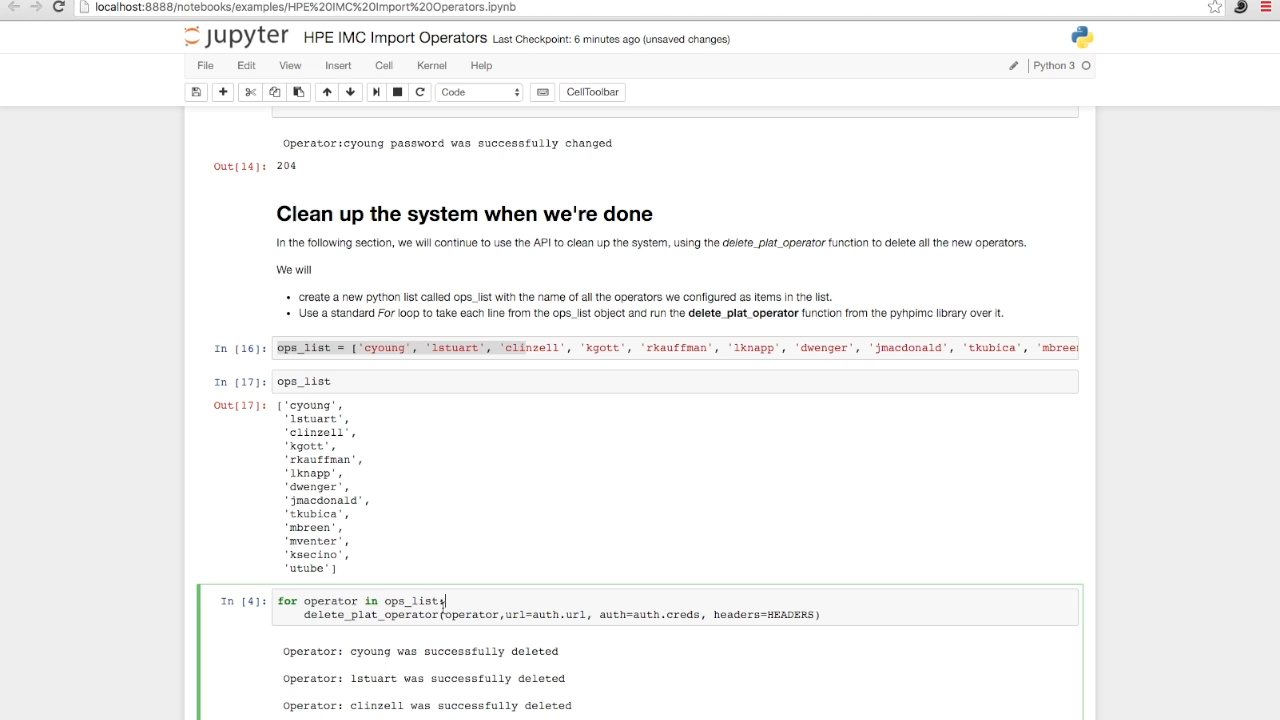 localhost:8888/notebooks/examples/HPE%20IMC%20Import%20Operators.ipynb
jupyter HPE IMC Import Operators Last Checkpoint: 6 minutes ago (unsaved changes)
File Edit View Insert Cell Kernel Help Python 3
Code CellToolbar
Operator:cyoung password was successfully changed
Out[14]: 204
Clean up the system when we're done
In the following section, we will continue to use the API to clean up the system, using the delete_plat_operator function to delete all the new operators.
We will
• create a new python list called ops_list with the name of all the operators we configured as items in the list.
• Use a standard For loop to take each line from the ops_list object and run the delete_plat_operator function from the pyhpimc library over it.
In [16]: ops_list = ['cyoung', 'lstuart', 'clinzell', 'kgott', 'rkauffman', 'lknapp', 'dwenger', 'jmacdonald', 'tkubica', 'mbreen
In [17]: ops_list
Out[17]: ['cyoung',
'lstuart',
'clinzell',
'kgott',
'rkauffman',
'lknapp',
'dwenger',
'jmacdonald',
'tkubica',
'mbreen',
'mventer',
'ksecino',
'utube']
In [4]: for operator in ops_list:
delete_plat_operator(operator,url=auth.url, auth=auth.creds, headers=HEADERS)
Operator: cyoung was successfully deleted
Operator: lstuart was successfully deleted
Operator: clinzell was successfully deleted